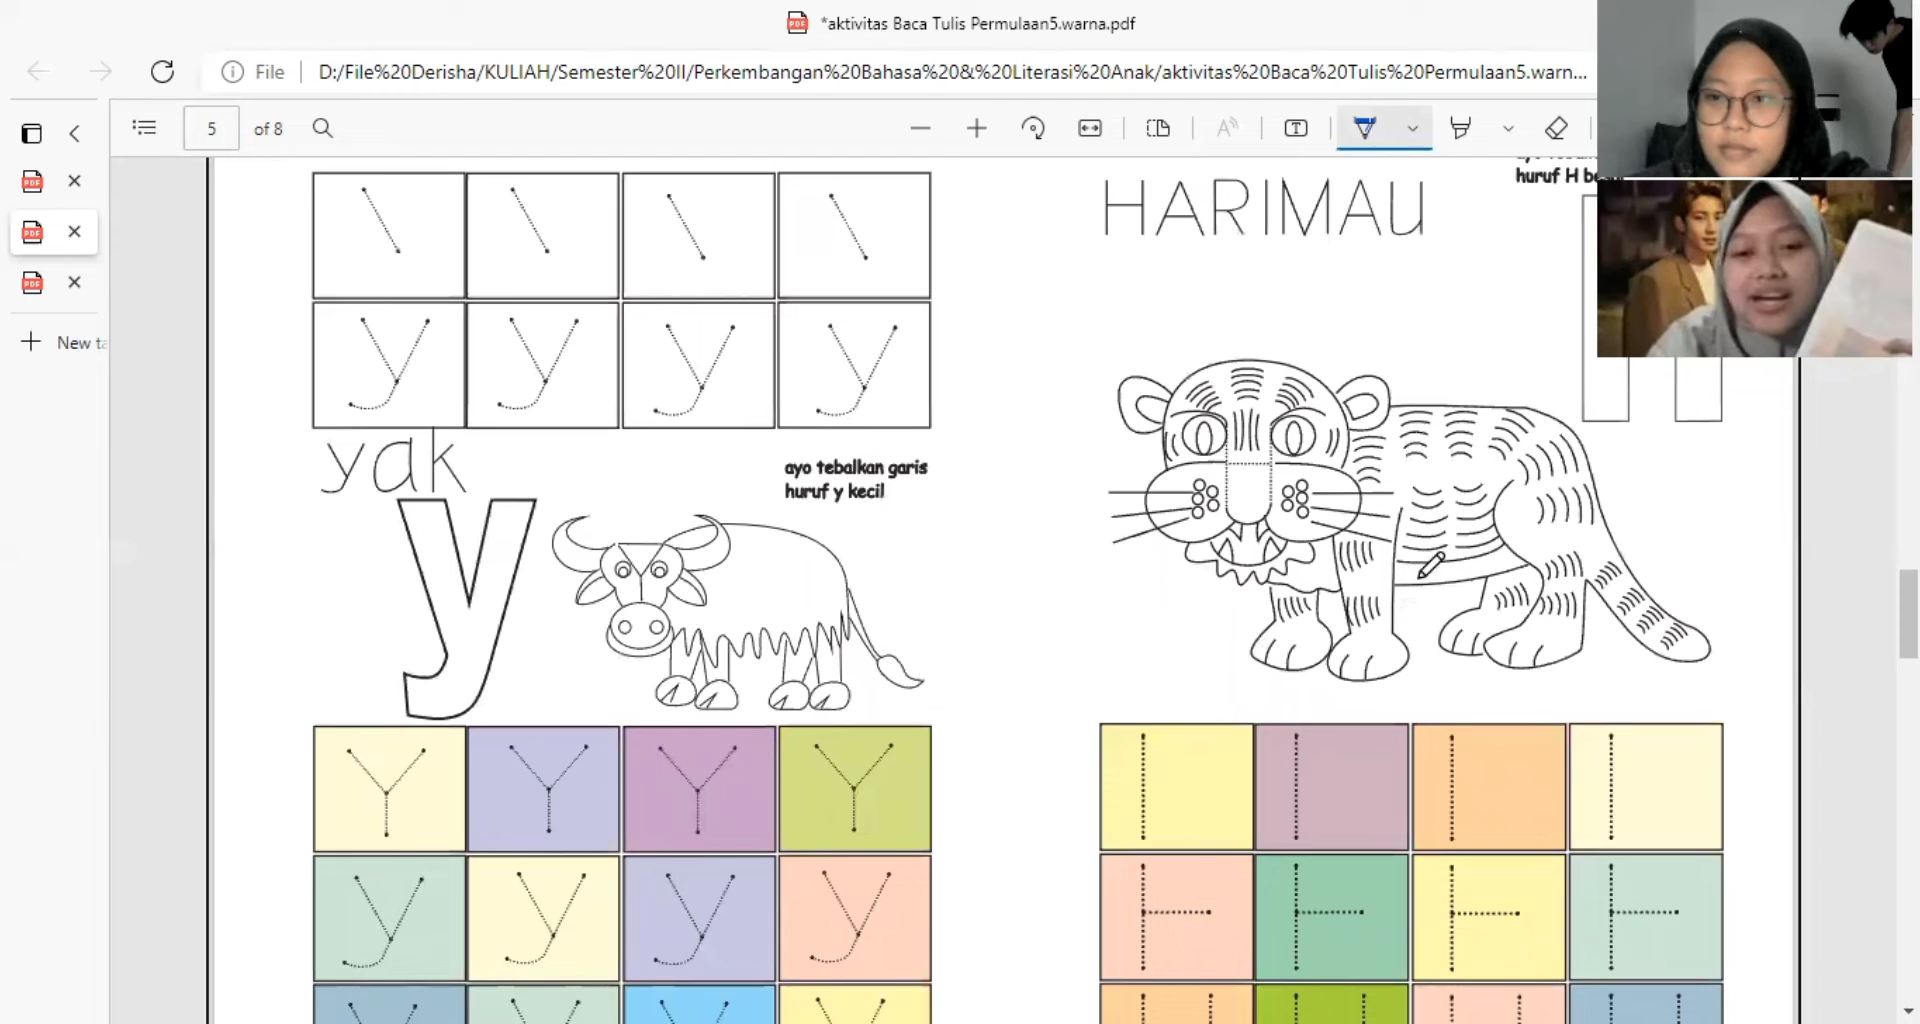 *aktivitas Baca Tulis Permulaan5.warna.pdf
File
D:/File%20Derisha/KULIAH/Semester%20II/Perkembangan%20Bahasa%20&%20Literasi%20Anak/aktivitas%20Baca%20Tulis%20Permulaan5.warn...
5 of 8
New ta
yak
ayo tebalkan garis
huruf y kecil
y
HARIMAU
huruf H
Y Y Y Y
y y y y
y y y y